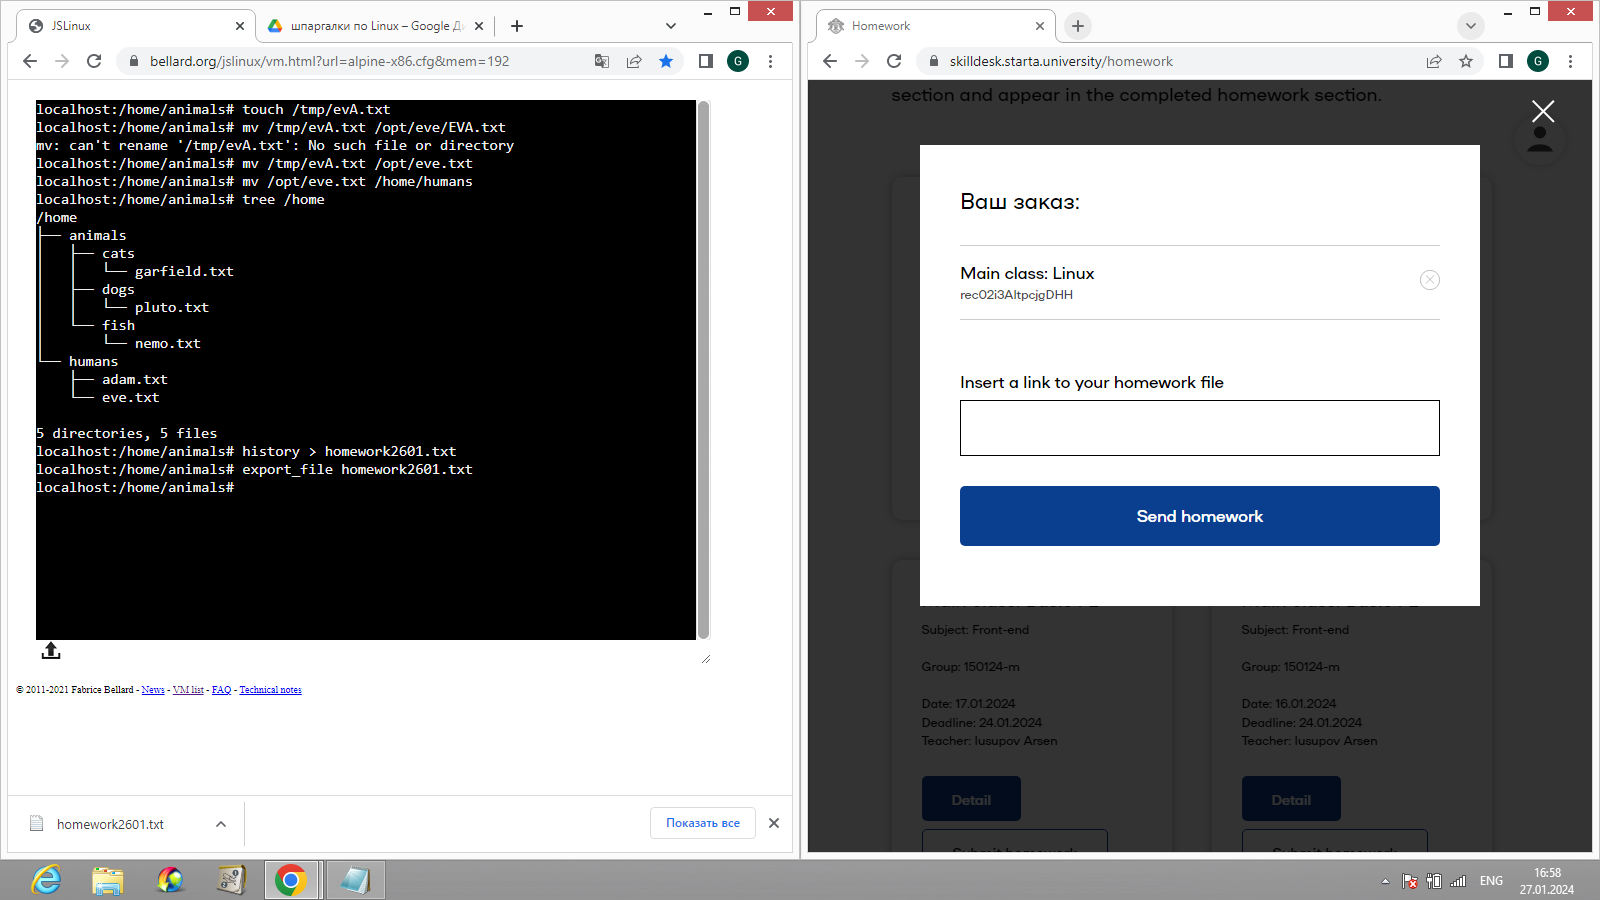 JSLinux
шпаргалки по Linux – Google Ди
bellard.org/jslinux/vm.html?url=alpine-x86.cfg&mem=192
G
localhost:/home/animals# touch /tmp/evA.txt
localhost:/home/animals# mv /tmp/evA.txt /opt/eve/EVA.txt
mv: can't rename '/tmp/evA.txt': No such file or directory
localhost:/home/animals# mv /tmp/evA.txt /opt/eve.txt
localhost:/home/animals# mv /opt/eve.txt /home/humans
localhost:/home/animals# tree /home
/home
├── animals
│   ├── cats
│   │   └── garfield.txt
│   ├── dogs
│   │   └── pluto.txt
│   └── fish
│       └── nemo.txt
└── humans
    ├── adam.txt
    └── eve.txt
5 directories, 5 files
localhost:/home/animals# history > homework2601.txt
localhost:/home/animals# export_file homework2601.txt
localhost:/home/animals#
© 2011-2021 Fabrice Bellard - News - VM list - FAQ - Technical notes
homework2601.txt
Показать все
Homework
skilldesk.starta.university/homework
G
section and appear in the completed homework section.
Ваш заказ:
Main class: Linux
rec02i3AltpcjgDHH
Insert a link to your homework file
Send homework
Subject: Front-end
Group: 150124-m
Date: 17.01.2024
Deadline: 24.01.2024
Teacher: Iusupov Arsen
Detail
Submit homework
Subject: Front-end
Group: 150124-m
Date: 16.01.2024
Deadline: 24.01.2024
Teacher: Iusupov Arsen
Detail
Submit homework
ENG
16:58
27.01.2024